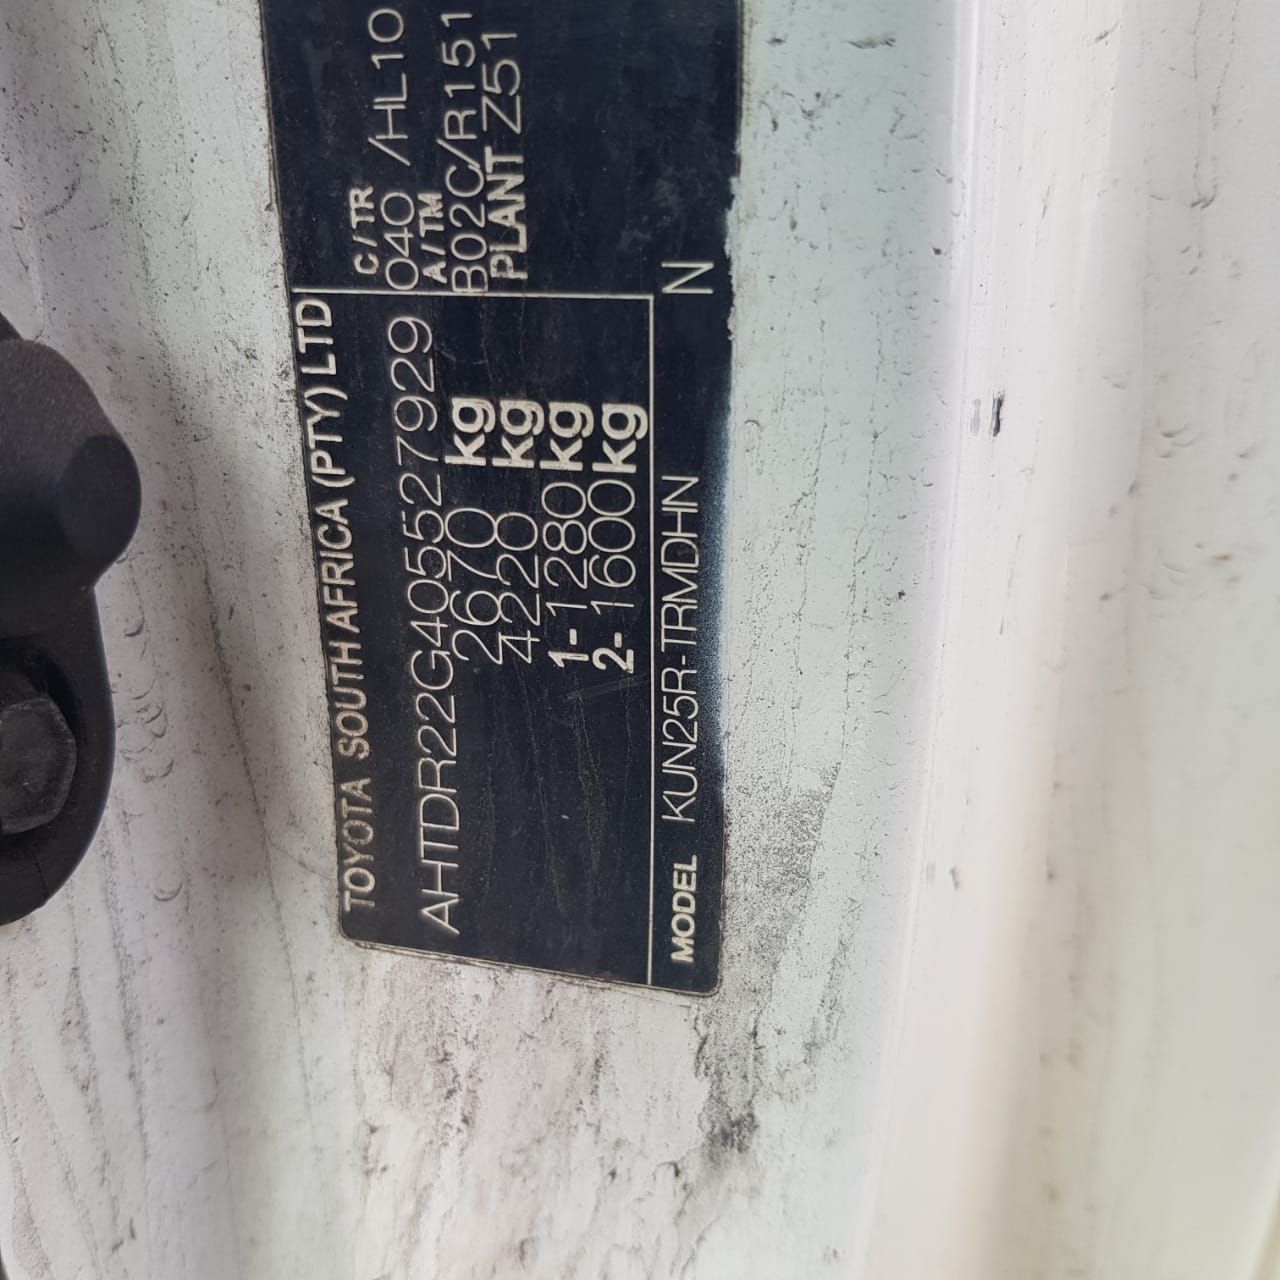 TOYOTA SOUTH AFRICA (PTY) LTD
AHTDR22G405527929
2670 kg
4220 kg
1- 1280 kg
2- 1600 kg
C/TR
040 /HL10
A/TM
B02C/R151
PLANT Z51
MODEL KUN25R-TRMDHN N